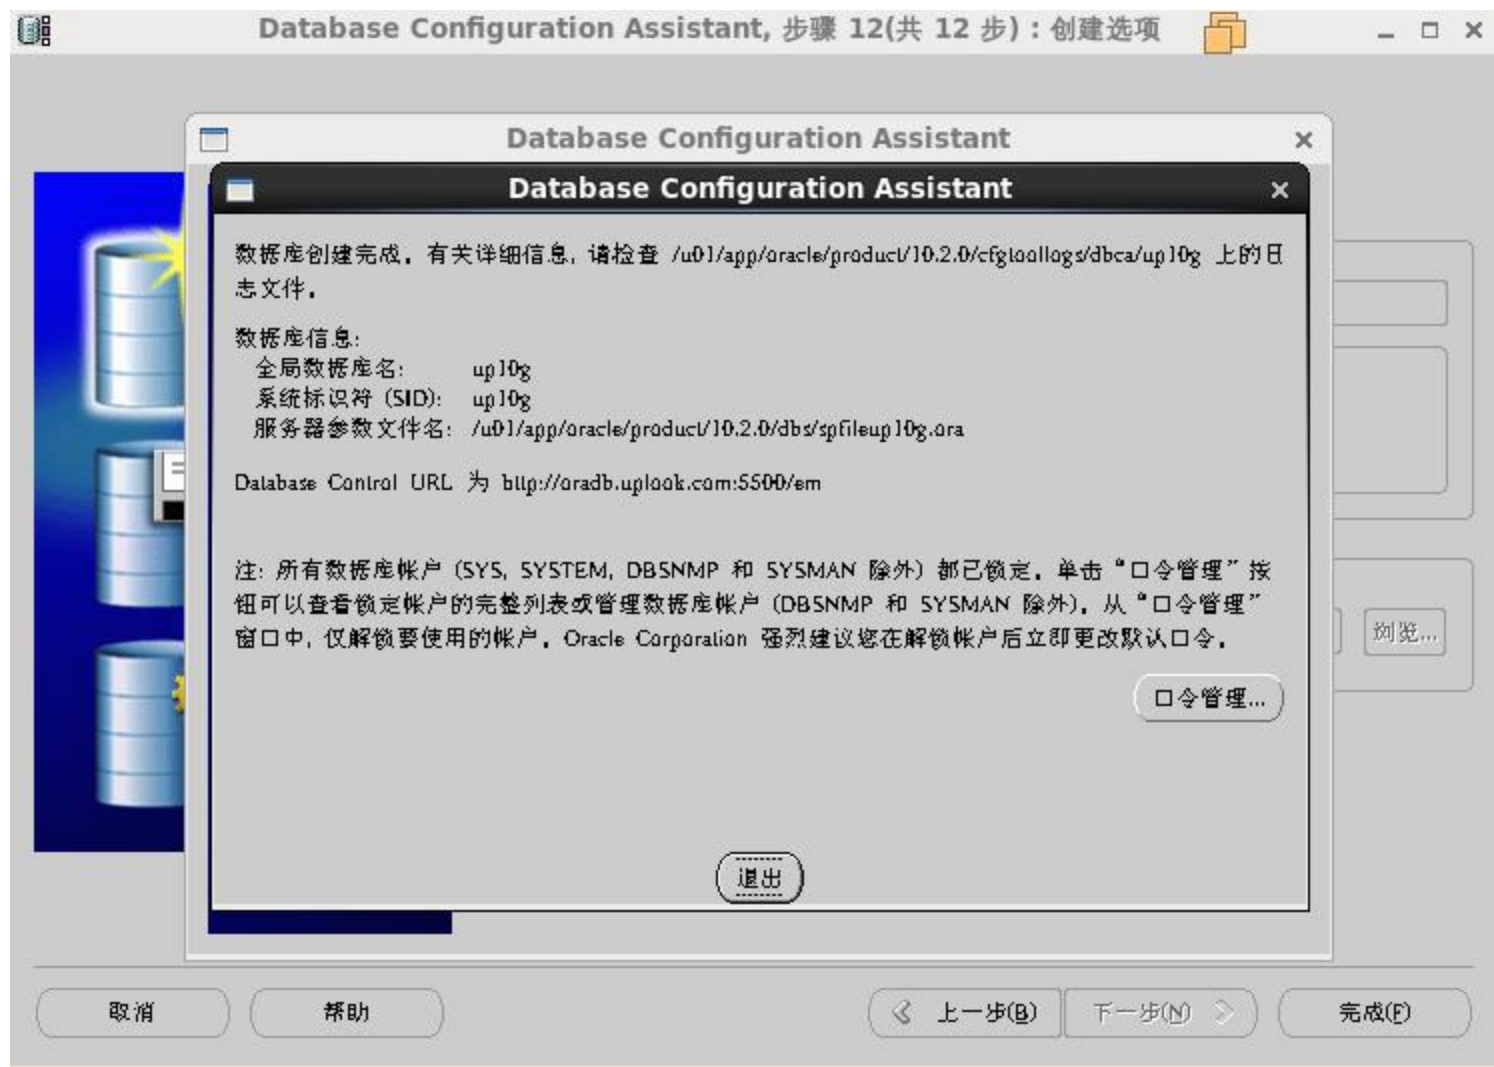 Database Configuration Assistant, 步骤 12(共 12 步) : 创建选项
Database Configuration Assistant
Database Configuration Assistant
数据库创建完成。有关详细信息, 请检查 /u01/app/oracle/product/10.2.0/cfgtoollogs/dbca/up10g 上的日
志文件。
数据库信息:
全局数据库名: up10g
系统标识符 (SID): up10g
服务器参数文件名: /u01/app/oracle/product/10.2.0/dbs/spfileup10g.ora
Database Control URL 为 http://oradb.uplook.com:5500/em
注: 所有数据库帐户 (SYS, SYSTEM, DBSNMP 和 SYSMAN 除外) 都已锁定。单击“口令管理”按
钮可以查看锁定帐户的完整列表或管理数据库帐户 (DBSNMP 和 SYSMAN 除外)。从“口令管理”
窗口中, 仅解锁要使用的帐户。Oracle Corporation 强烈建议您在解锁帐户后立即更改默认口令。
浏览...
口令管理...
退出
取消
帮助
上一步(B)
下一步(N)
完成(F)